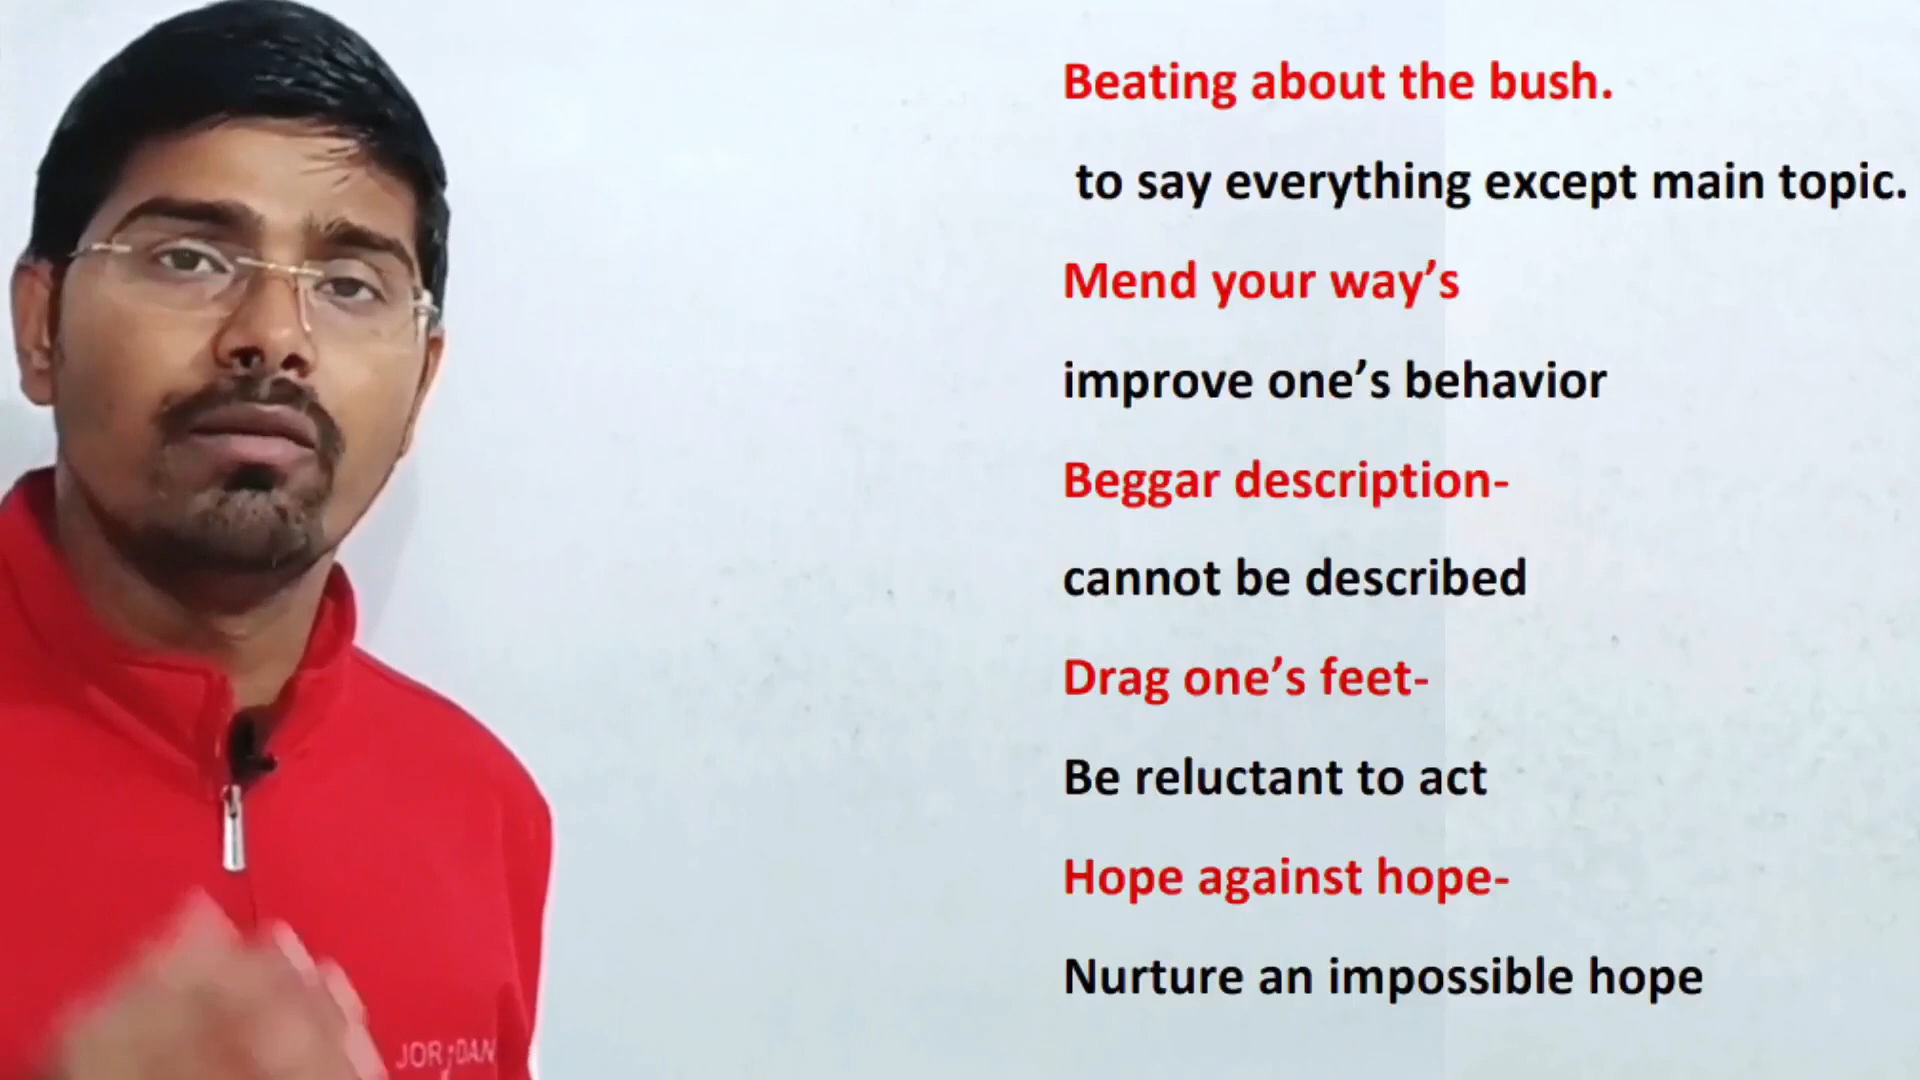 Beating about the bush.
to say everything except main topic.
Mend your way’s
improve one’s behavior
Beggar description-
cannot be described
Drag one’s feet-
Be reluctant to act
Hope against hope-
Nurture an impossible hope
JORDAN